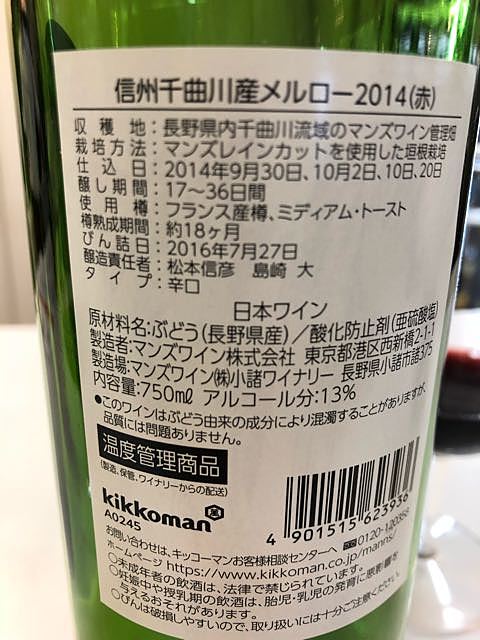 信州千曲川産メルロー2014(赤)
収穫地:長野県内千曲川流域のマンズワイン管理畑
栽培方法:マンズレインカットを使用した垣根栽培
仕込日:2014年9月30日、10月2日、10日、20日
醸し期間:17〜36日間
使用樽:フランス産樽、ミディアム・トースト
樽熟成期間:約18ヶ月
びん詰日:2016年7月27日
醸造責任者:松本信彦 島崎 大
タイプ:辛口
日本ワイン
原材料名:ぶどう(長野県産)/酸化防止剤(亜硫酸塩)
製造者:マンズワイン株式会社 東京都港区西新橋2-1-1
製造場:マンズワイン㈱小諸ワイナリー 長野県小諸市諸375
内容量:750㎖ アルコール分:13%
●このワインはぶどう由来の成分により混濁することがありますが、
品質には問題ありません。
温度管理商品
(製造、保管、ワイナリーからの配送)
kikkoman
A0245
4 901515 623936
お問い合わせは、キッコーマンお客様相談センターへ 0120-120358
ホームページ https://www.kikkoman.co.jp/manns/
○未成年者の飲酒は、法律で禁じられています。
○妊娠中や授乳期の飲酒は、胎児・乳児の発育に悪影響を
与えるおそれがあります。
○びんは破損しやすいので、取り扱いには十分ご注意ください。